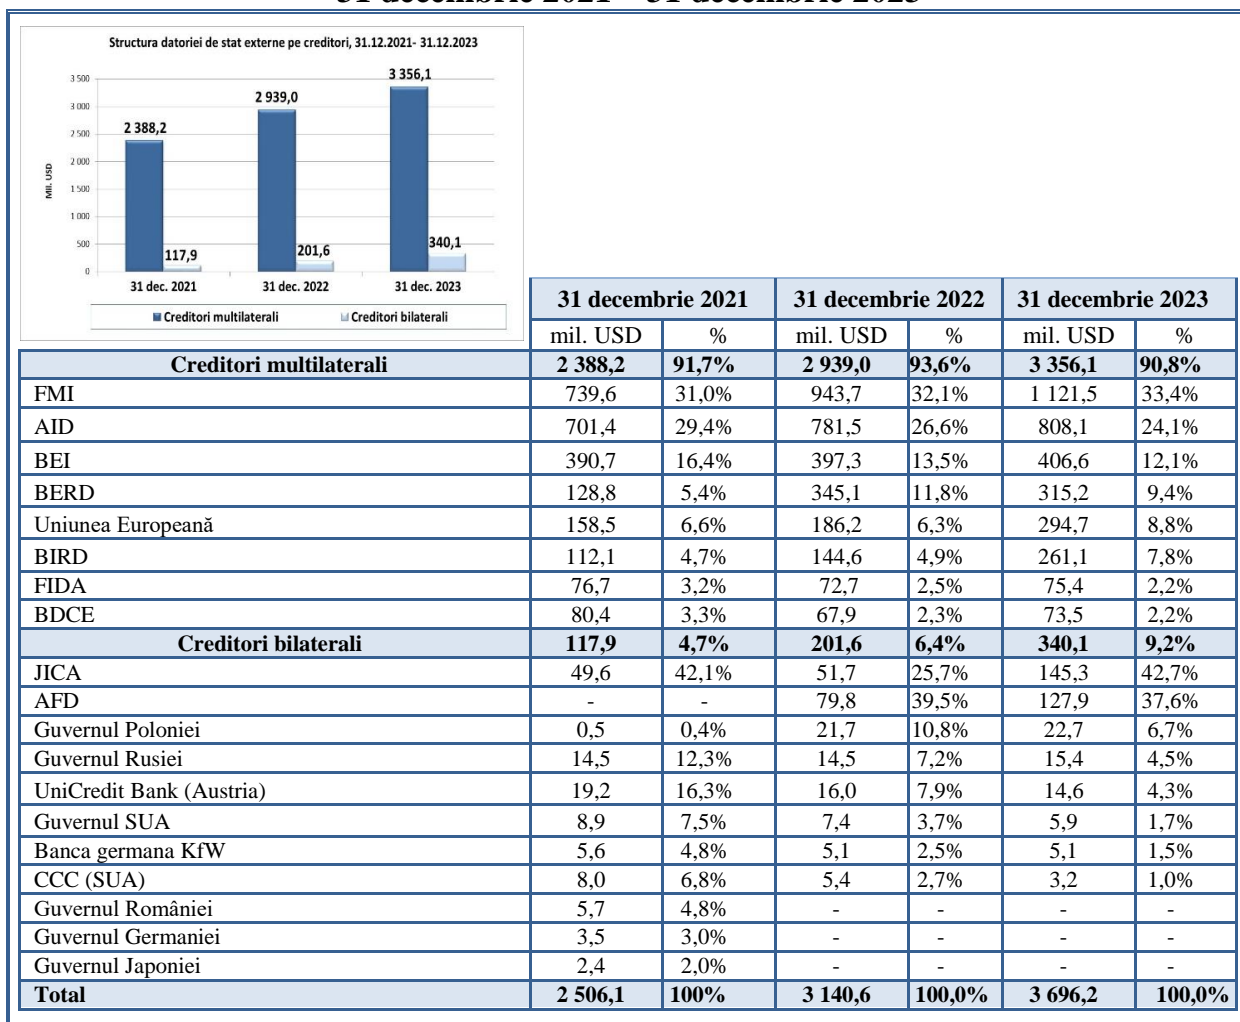 31 decembrie 2021 – 31 decembrie 2023
Structura datoriei de stat externe pe creditori, 31.12.2021- 31.12.2023
Mil. USD
3 500
3 000
2 500
2 000
1 500
1 000
500
0
2 388,2
117,9
2 939,0
201,6
3 356,1
340,1
31 dec. 2021 31 dec. 2022 31 dec. 2023
Creditori multilaterali Creditori bilaterali
31 decembrie 2021 31 decembrie 2022 31 decembrie 2023
mil. USD % mil. USD % mil. USD %
Creditori multilaterali 2 388,2 91,7% 2 939,0 93,6% 3 356,1 90,8%
FMI 739,6 31,0% 943,7 32,1% 1 121,5 33,4%
AID 701,4 29,4% 781,5 26,6% 808,1 24,1%
BEI 390,7 16,4% 397,3 13,5% 406,6 12,1%
BERD 128,8 5,4% 345,1 11,8% 315,2 9,4%
Uniunea Europeană 158,5 6,6% 186,2 6,3% 294,7 8,8%
BIRD 112,1 4,7% 144,6 4,9% 261,1 7,8%
FIDA 76,7 3,2% 72,7 2,5% 75,4 2,2%
BDCE 80,4 3,3% 67,9 2,3% 73,5 2,2%
Creditori bilaterali 117,9 4,7% 201,6 6,4% 340,1 9,2%
JICA 49,6 42,1% 51,7 25,7% 145,3 42,7%
AFD - - 79,8 39,5% 127,9 37,6%
Guvernul Poloniei 0,5 0,4% 21,7 10,8% 22,7 6,7%
Guvernul Rusiei 14,5 12,3% 14,5 7,2% 15,4 4,5%
UniCredit Bank (Austria) 19,2 16,3% 16,0 7,9% 14,6 4,3%
Guvernul SUA 8,9 7,5% 7,4 3,7% 5,9 1,7%
Banca germana KfW 5,6 4,8% 5,1 2,5% 5,1 1,5%
CCC (SUA) 8,0 6,8% 5,4 2,7% 3,2 1,0%
Guvernul României 5,7 4,8% - - - -
Guvernul Germaniei 3,5 3,0% - - - -
Guvernul Japoniei 2,4 2,0% - - - -
Total 2 506,1 100% 3 140,6 100,0% 3 696,2 100,0%